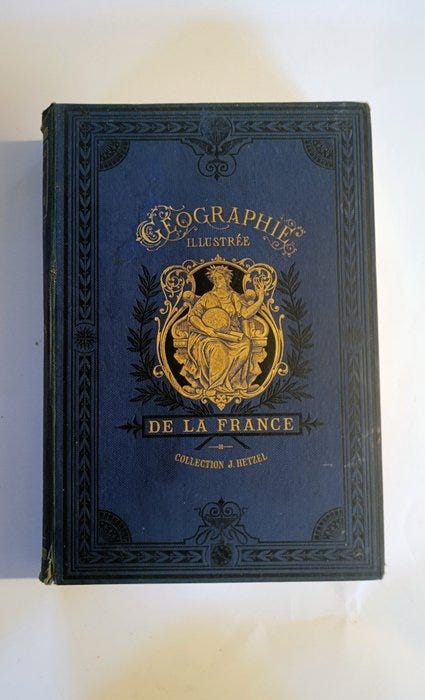 GÉOGRAPHIE
ILLUSTRÉE
DE LA FRANCE
COLLECTION J. HETZEL